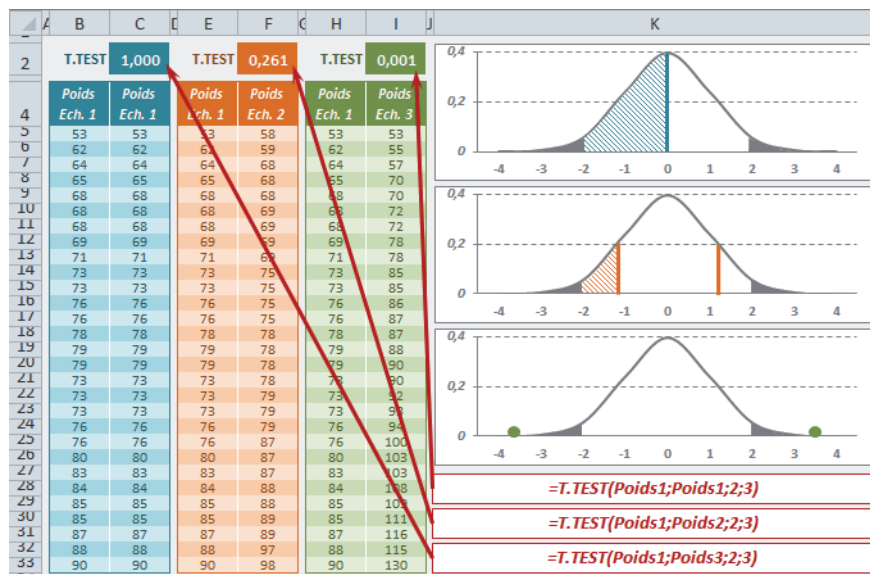 A B C D E F G H I J K
2 T.TEST 1,000 T.TEST 0,261 T.TEST 0,001
Poids Poids Poids Poids Poids Poids
4 Ech. 1 Ech. 1 Ech. 1 Ech. 2 Ech. 1 Ech. 3
5 53 53 53 58 53 53
6 62 62 59 62 55
7 64 64 64 68 64 57
8 65 65 65 68 65 70
9 68 68 68 68 68 70
10 68 68 68 69 68 72
11 68 68 68 69 68 72
12 69 69 69 69 69 78
13 71 71 71 69 71 78
14 73 73 73 75 73 85
15 73 73 73 75 73 85
16 76 76 76 75 76 86
17 76 76 76 75 76 87
18 78 78 78 75 78 87
19 79 79 79 78 79 88
20 79 79 79 78 79 90
21 73 73 73 78 73 90
22 73 73 73 79 73 92
23 73 73 73 79 73 93
24 76 76 76 79 76 94
25 76 76 76 87 76 100
26 80 80 80 87 80 103
27 83 83 83 87 83 103
28 84 84 84 88 84 108
29 85 85 85 88 85
30 85 85 85 89 85 111
31 87 87 87 89 87 116
32 88 88 88 97 88 115
33 90 90 90 98 90 130
0,4
0,2
0
-4 -3 -2 -1 0 1 2 3 4
0,4
0,2
0
-4 -3 -2 -1 0 1 2 3 4
0,4
0,2
0
-4 -3 -2 -1 0 1 2 3 4
=T.TEST(Poids1;Poids1;2;3)
=T.TEST(Poids1;Poids2;2;3)
=T.TEST(Poids1;Poids3;2;3)